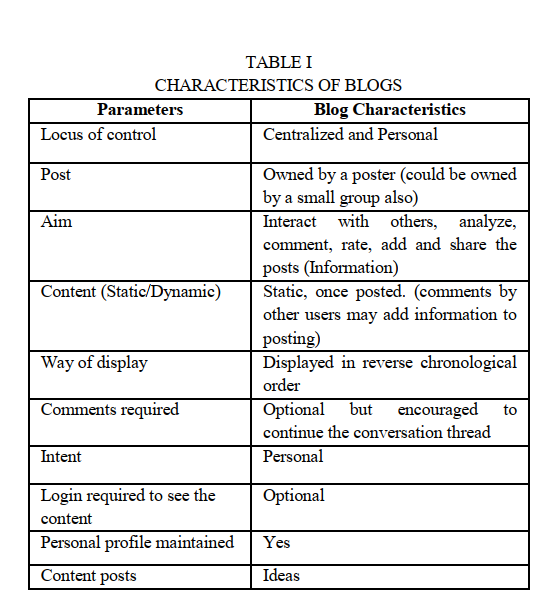 TABLE I
CHARACTERISTICS OF BLOGS
Parameters Blog Characteristics
Locus of control Centralized and Personal
Post Owned by a poster (could be owned
by a small group also)
Aim Interact with others, analyze,
comment, rate, add and share the
posts (Information)
Content (Static/Dynamic) Static, once posted. (comments by
other users may add information to
posting)
Way of display Displayed in reverse chronological
order
Comments required Optional but encouraged to
continue the conversation thread
Intent Personal
Login required to see the Optional
content
Personal profile maintained Yes
Content posts Ideas